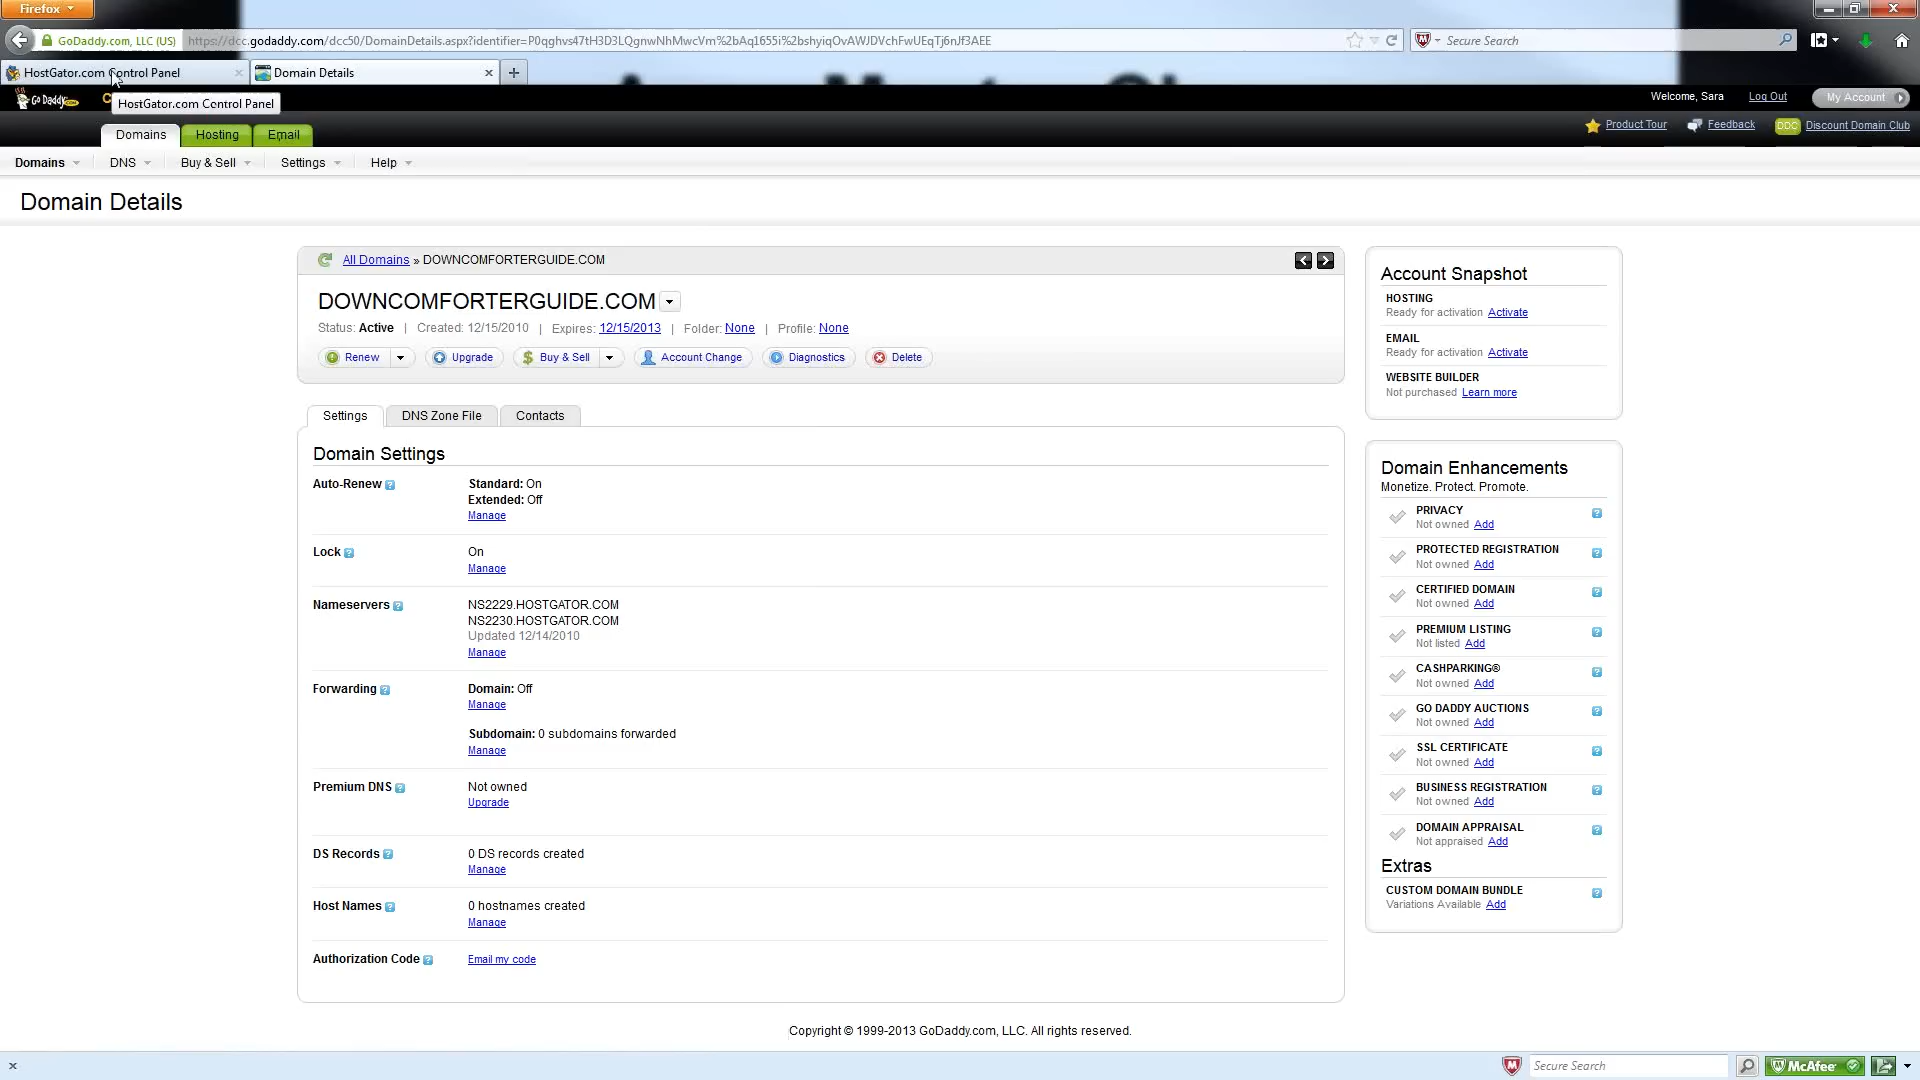 Firefox
GoDaddy.com, LLC (US) https://dcc.godaddy.com/dcc50/DomainDetails.aspx?identifier=P0qghvs47tH3D3LQgnwNhMwcVm%2bAq1655i%2bshyiqOvAWJDVchFwUEqTj6nJf3AEE Secure Search
HostGator.com Control Panel Domain Details
Go Daddy.com
HostGator.com Control Panel
Welcome, Sara Log Out My Account
Domains Hosting Email
Product Tour Feedback DDC Discount Domain Club
Domains DNS Buy & Sell Settings Help
Domain Details
All Domains » DOWNCOMFORTERGUIDE.COM
DOWNCOMFORTERGUIDE.COM
Status: Active | Created: 12/15/2010 | Expires: 12/15/2013 | Folder: None | Profile: None
Renew Upgrade Buy & Sell Account Change Diagnostics Delete
Settings DNS Zone File Contacts
Domain Settings
Auto-Renew Standard: On
Extended: Off
Manage
Lock On
Manage
Nameservers NS2229.HOSTGATOR.COM
NS2230.HOSTGATOR.COM
Updated 12/14/2010
Manage
Forwarding Domain: Off
Manage
Subdomain: 0 subdomains forwarded
Manage
Premium DNS Not owned
Upgrade
DS Records 0 DS records created
Manage
Host Names 0 hostnames created
Manage
Authorization Code Email my code
Account Snapshot
HOSTING
Ready for activation Activate
EMAIL
Ready for activation Activate
WEBSITE BUILDER
Not purchased Learn more
Domain Enhancements
Monetize. Protect. Promote.
PRIVACY
Not owned Add
PROTECTED REGISTRATION
Not owned Add
CERTIFIED DOMAIN
Not owned Add
PREMIUM LISTING
Not listed Add
CASHPARKING®
Not owned Add
GO DADDY AUCTIONS
Not owned Add
SSL CERTIFICATE
Not owned Add
BUSINESS REGISTRATION
Not owned Add
DOMAIN APPRAISAL
Not appraised Add
Extras
CUSTOM DOMAIN BUNDLE
Variations Available Add
Copyright © 1999-2013 GoDaddy.com, LLC. All rights reserved.
Secure Search McAfee